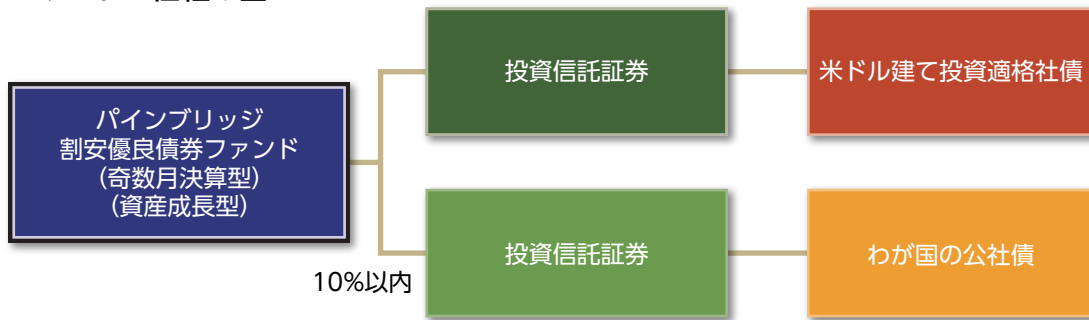 パインブリッジ
割安優良債券ファンド
(奇数月決算型)
(資産成長型)
投資信託証券
米ドル建て投資適格社債
10%以内
投資信託証券
わが国の公社債